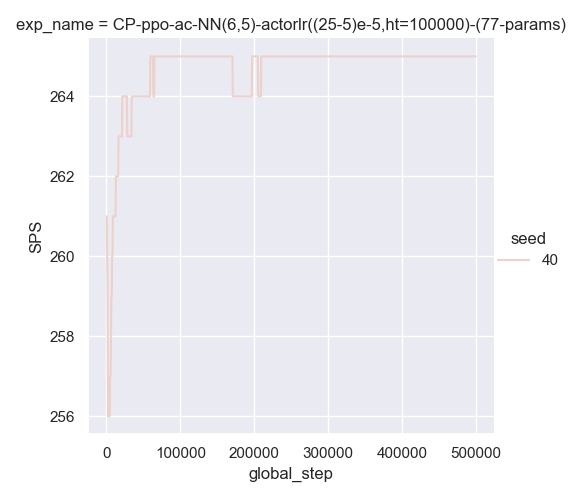 exp_name = CP-ppo-ac-NN(6,5)-actorlr((25-5)e-5,ht=100000)-(77-params)
264
262
260
258
256
SPS
0 100000 200000 300000 400000 500000
global_step
seed
40